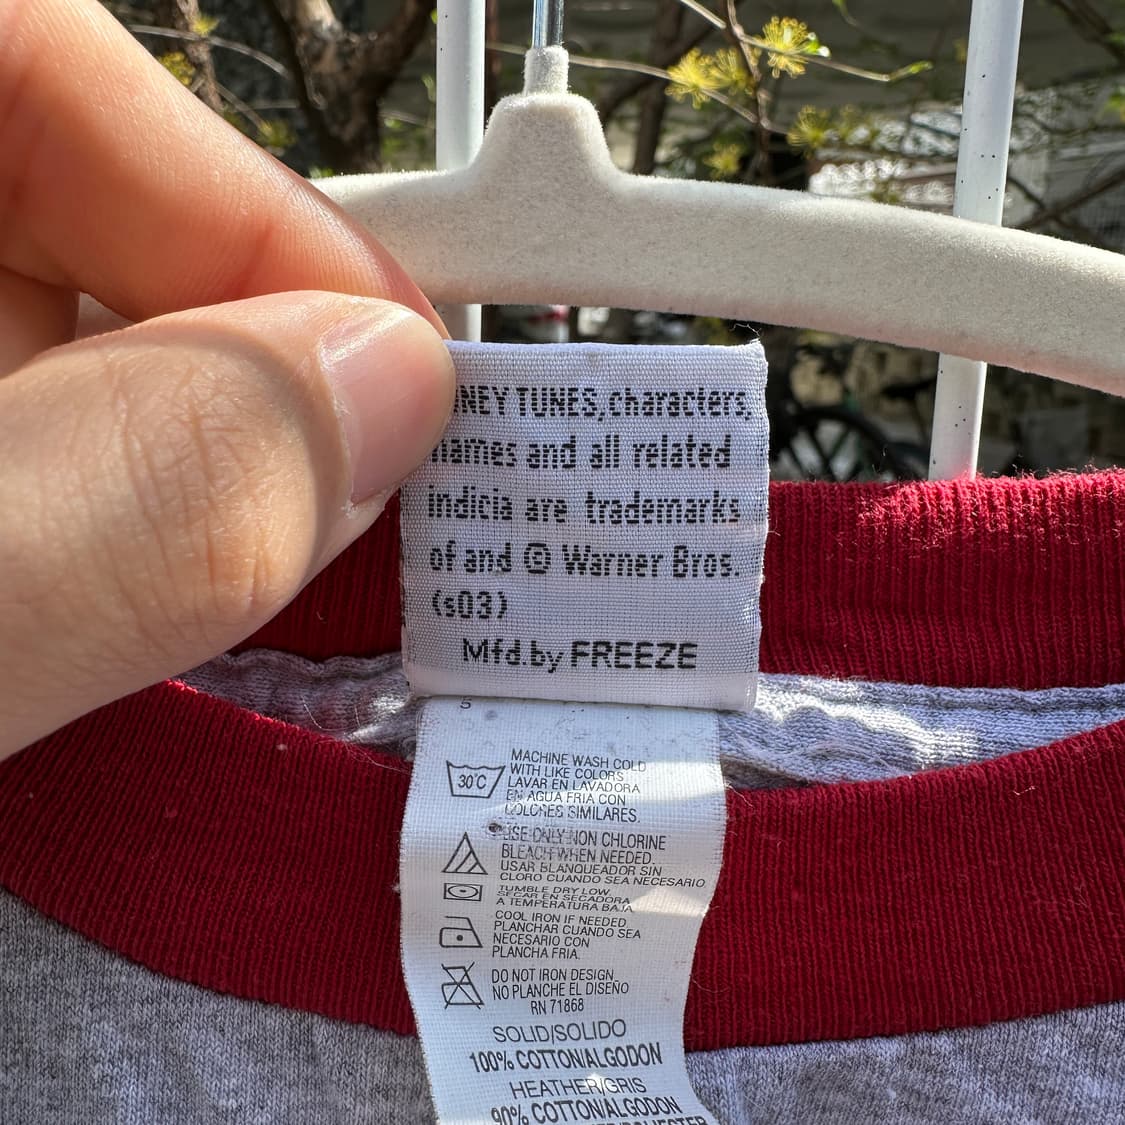 NEY TUNES, characters,
names and all related
indicia are trademarks
of and © Warner Bros.
(s03)
Mfd.by FREEZE
5
30°C
MACHINE WASH COLD
WITH LIKE COLORS
LAVAR EN LAVADORA
EN AGUA FRIA CON
COLORES SIMILARES.
USE ONLY NON CHLORINE
BLEACH WHEN NEEDED.
USAR BLANQUEADOR SIN
CLORO CUANDO SEA NECESARIO
TUMBLE DRY LOW.
SECAR EN SECADORA
A TEMPERATURA BAJA.
COOL IRON IF NEEDED.
PLANCHAR CUANDO SEA
NECESARIO CON
PLANCHA FRIA.
DO NOT IRON DESIGN.
NO PLANCHE EL DISEÑO
RN 71868
SOLID/SOLIDO
100% COTTON/ALGODON
HEATHER/GRIS
90% COTTON/ALGODON